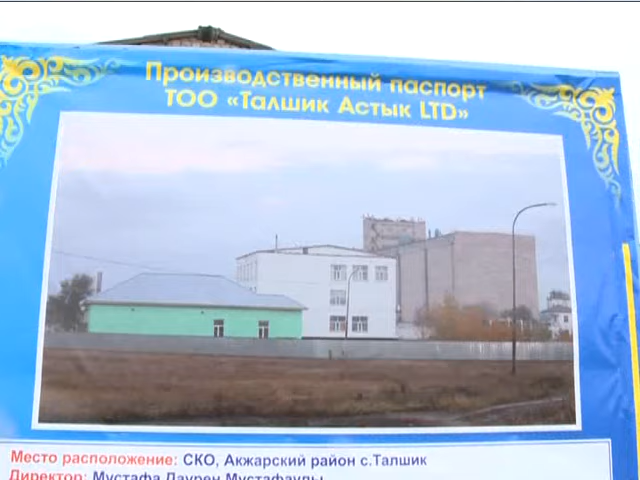 Производственный паспорт
ТОО «Талшик Астык LTD»
Место расположение: СКО, Акжарский район с.Талшик
Директор: Мустафа Даурен Мустафаулы